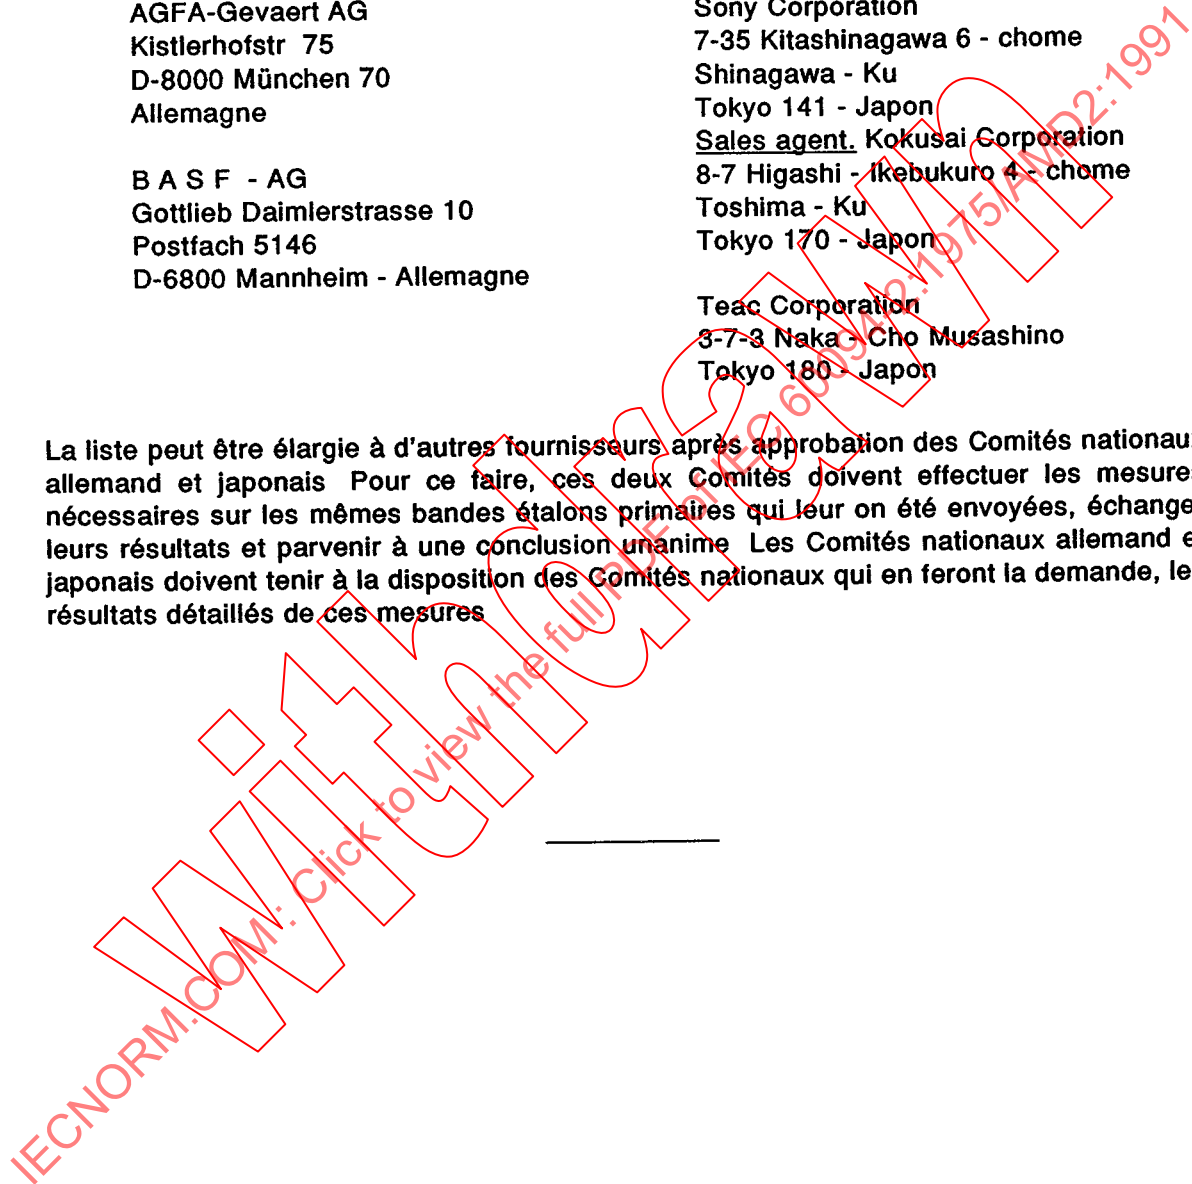 AGFA-Gevaert AG
Kistlerhofstr 75
D-8000 München 70
Allemagne
B A S F - AG
Gottlieb Daimlerstrasse 10
Postfach 5146
D-6800 Mannheim - Allemagne
Sony Corporation
7-35 Kitashinagawa 6 - chome
Shinagawa - Ku
Tokyo 141 - Japon
Sales agent. Kokusai Corporation
8-7 Higashi - Ikebukuro 4 - chome
Toshima - Ku
Tokyo 170 - Japon
Teac Corporation
3-7-3 Naka - Cho Musashino
Tokyo 180 - Japon
La liste peut être élargie à d'autres fournisseurs après approbation des Comités nationaux
allemand et japonais Pour ce faire, ces deux Comités doivent effectuer les mesures
nécessaires sur les mêmes bandes étalons primaires qui leur on été envoyées, échange
leurs résultats et parvenir à une conclusion unanime Les Comités nationaux allemand e
japonais doivent tenir à la disposition des Comités nationaux qui en feront la demande, le
résultats détaillés de ces mesures
withdrawn
IECNORM.COM : Click to view the full PDF of IEC 60094-2:1975/AMD2:1991